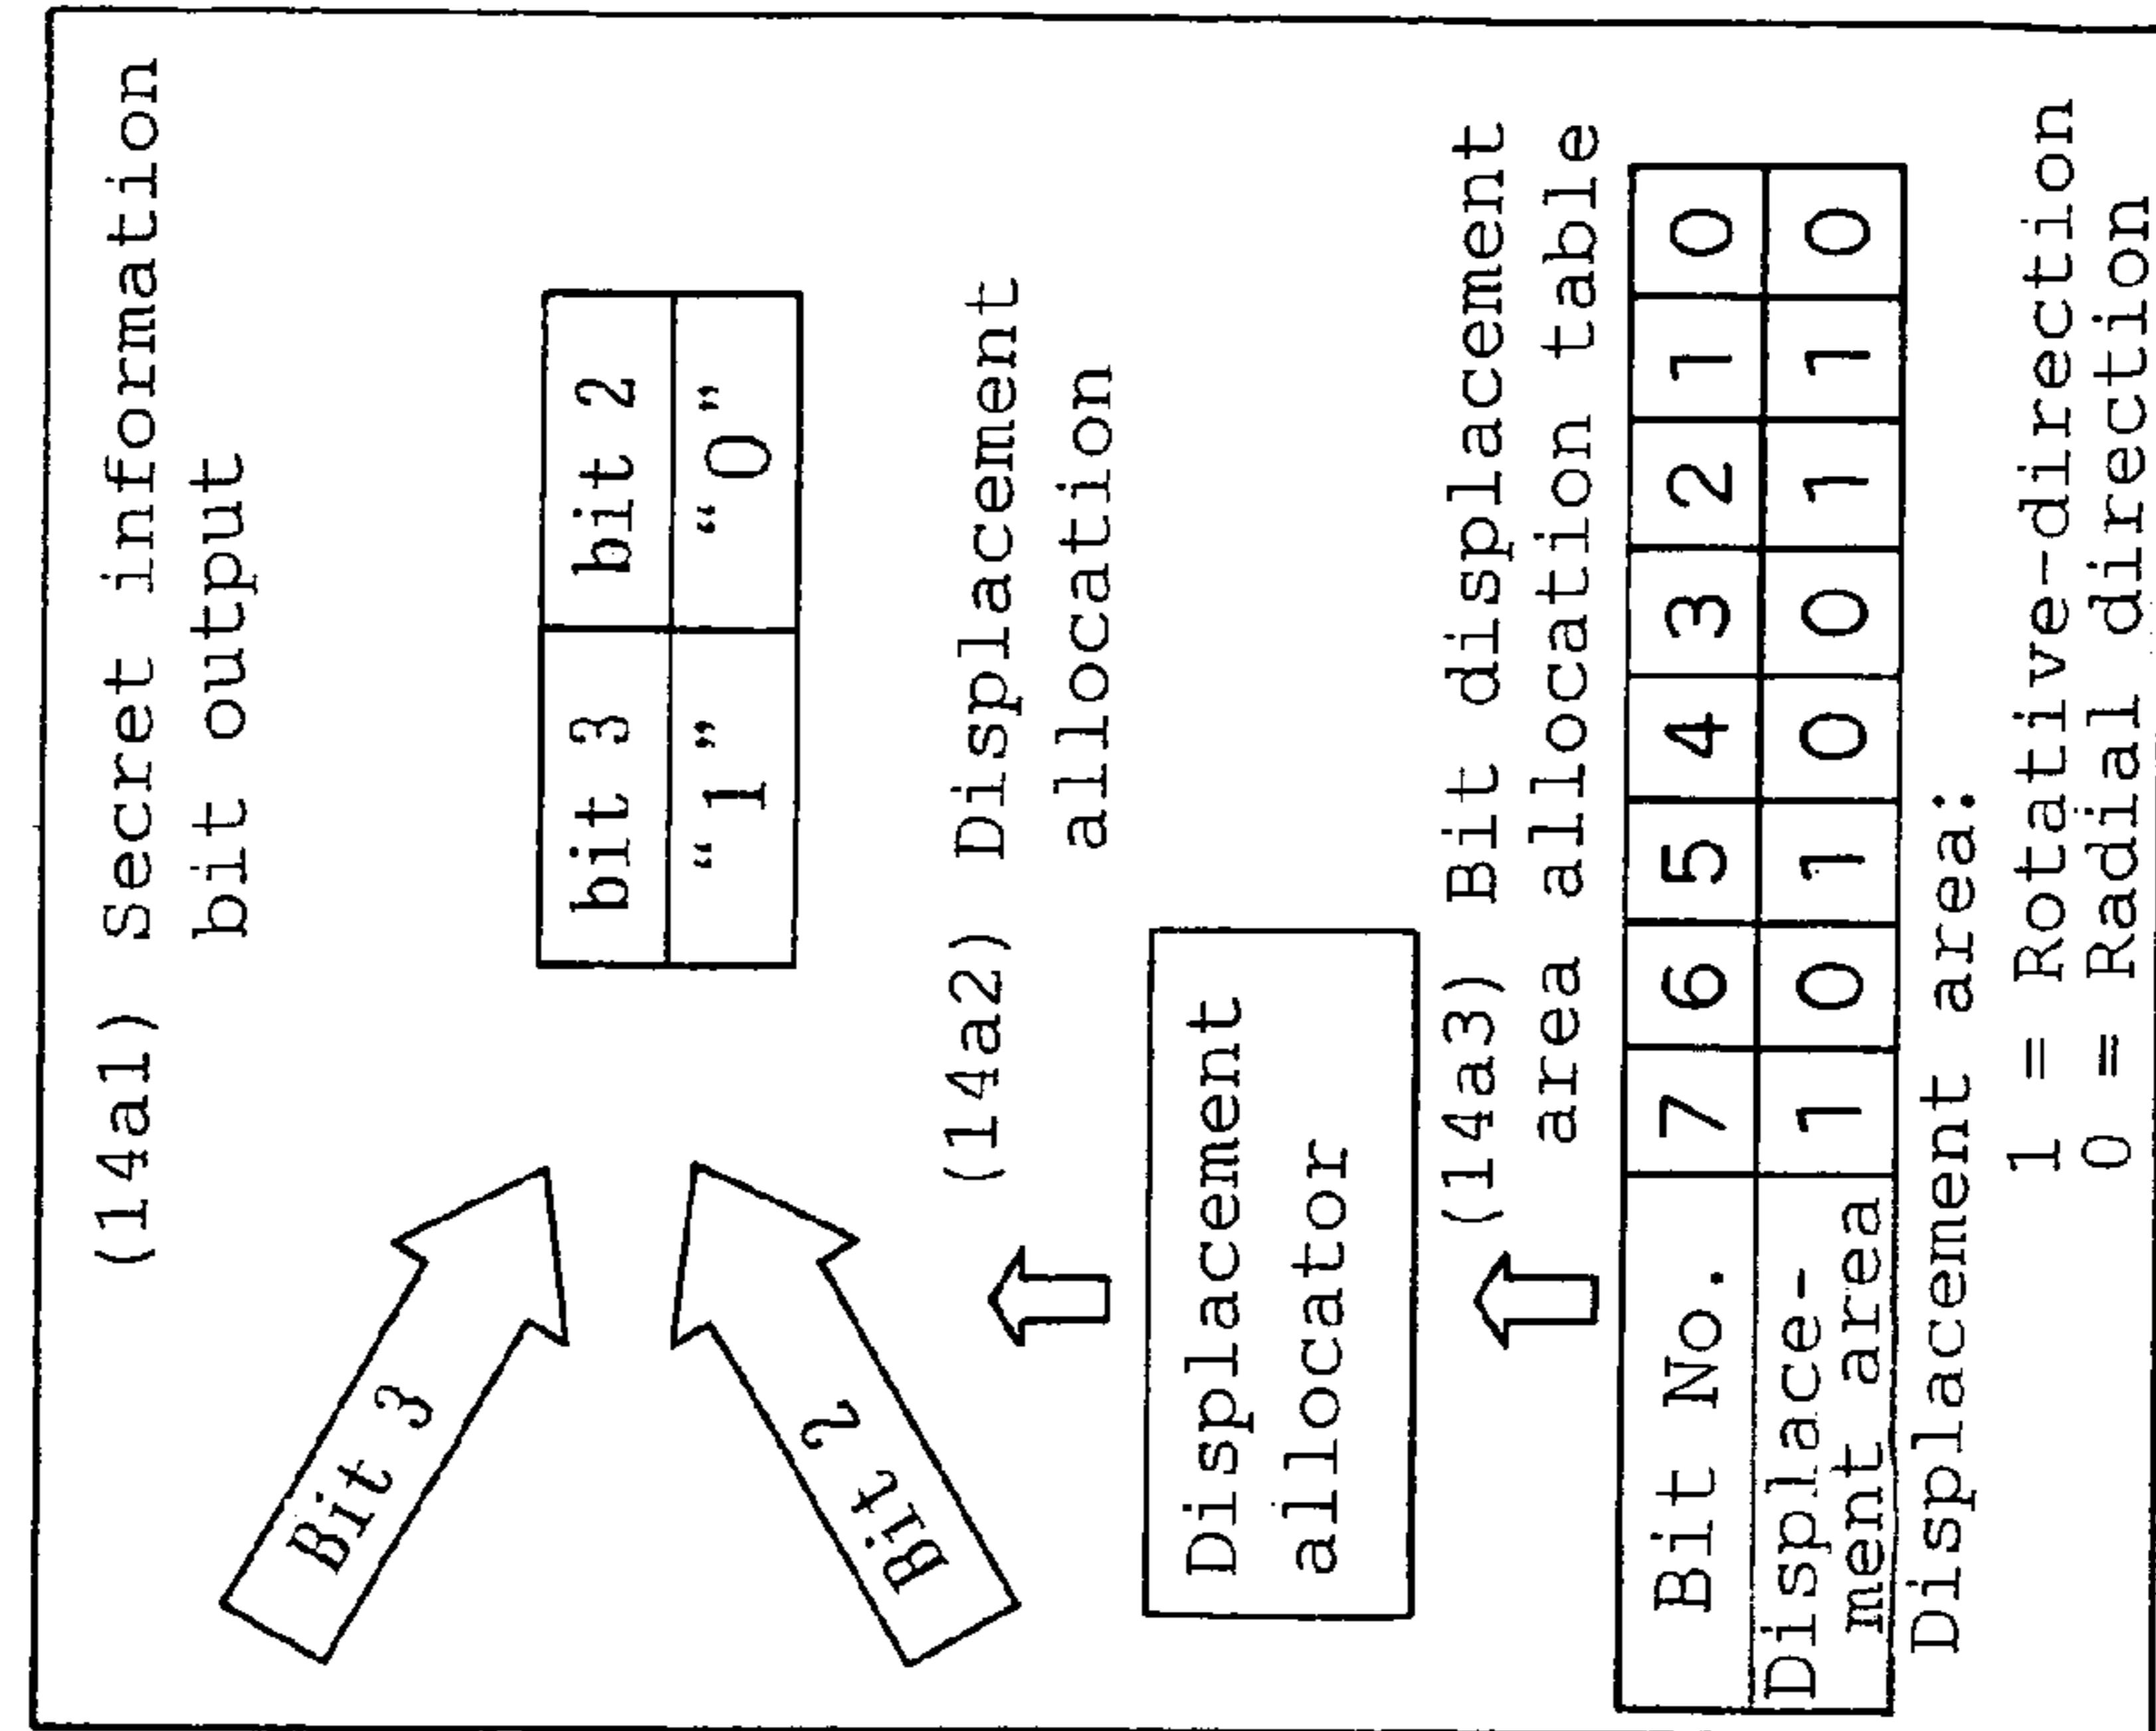 (14a1) Secret information
bit output
Bit 3
Bit 2
bit 3 bit 2
“1” “0”
(14a2) Displacement
allocation
Displacement
allocator
(14a3) Bit displacement
area allocation table
Bit No. 7 6 5 4 3 2 1 0
Displace-
ment area 1 0 1 0 0 1 1 0
Displacement area:
1 = Rotative-direction
0 = Radial direction